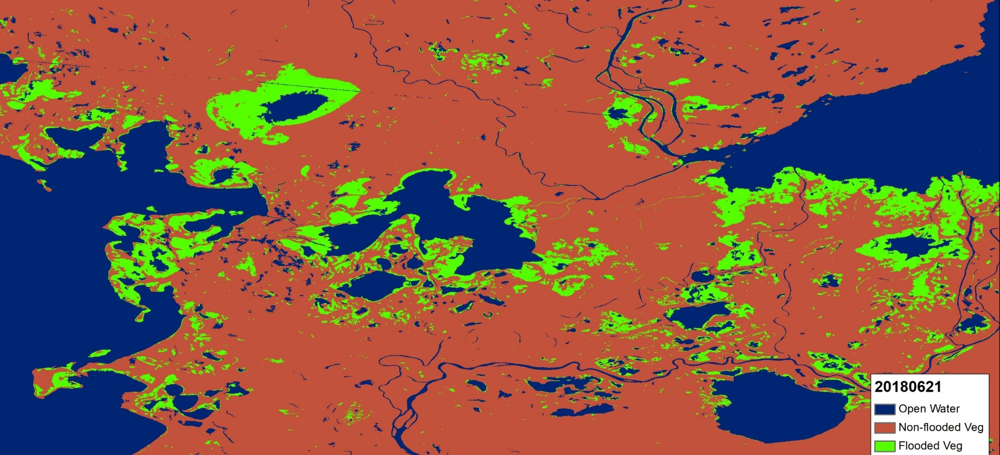 20180621
Open Water
Non-flooded Veg
Flooded Veg